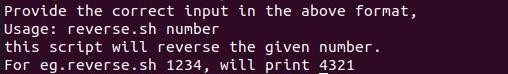 Provide the correct input in the above format,
Usage: reverse.sh number
this script will reverse the given number.
For eg.reverse.sh 1234, will print 4321